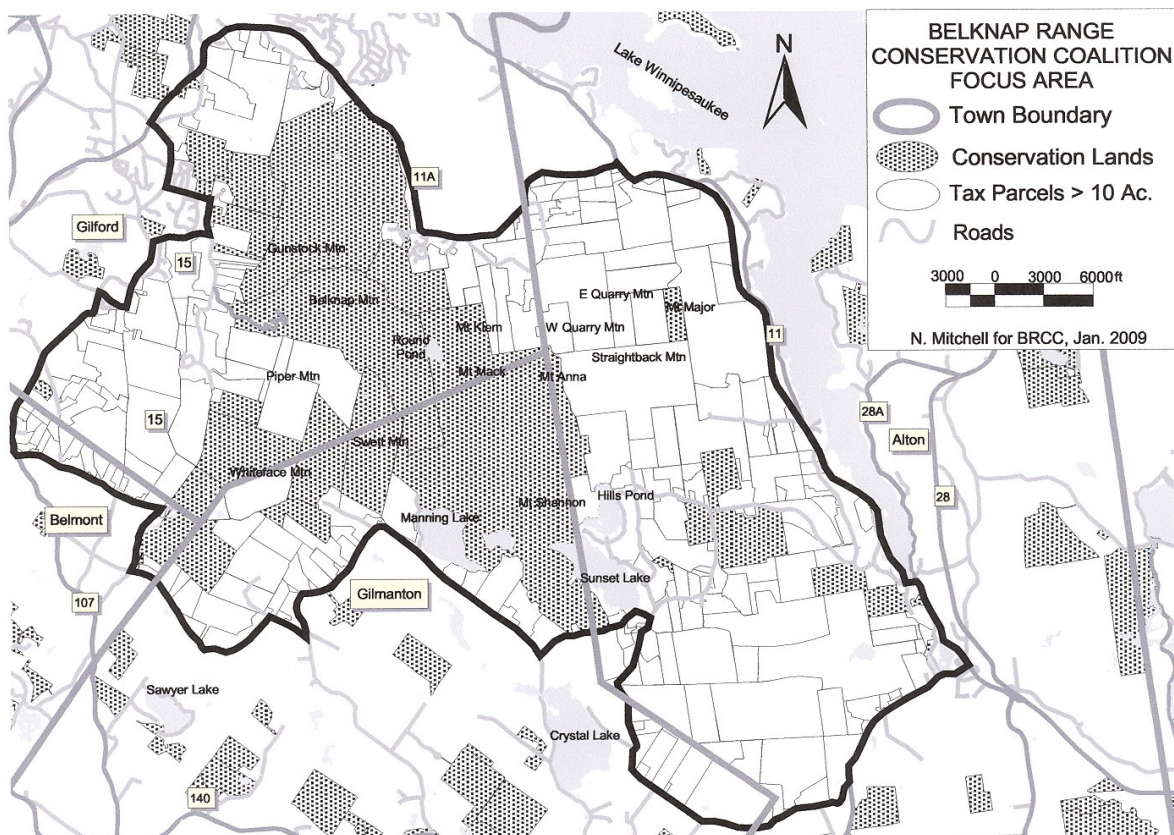 BELKNAP RANGE
CONSERVATION COALITION
FOCUS AREA
Town Boundary
Conservation Lands
Tax Parcels > 10 Ac.
Roads
3000 0 3000 6000 ft
N. Mitchell for BRCC, Jan. 2009
N
Lake Winnipesaukee
11A
Gilford
15
Gunstock Mtn
Belknap Mtn
E Quarry Mtn
Mt Major
Mt Klem
W Quarry Mtn
11
Round
Pond
Straightback Mtn
Piper Mtn
Mt Mack
Mt Anna
15
28A
Alton
Swett Mtn
Whiteface Mtn
Mt Shannon
Hills Pond
28
Manning Lake
Belmont
Sunset Lake
Gilmanton
107
Sawyer Lake
Crystal Lake
140